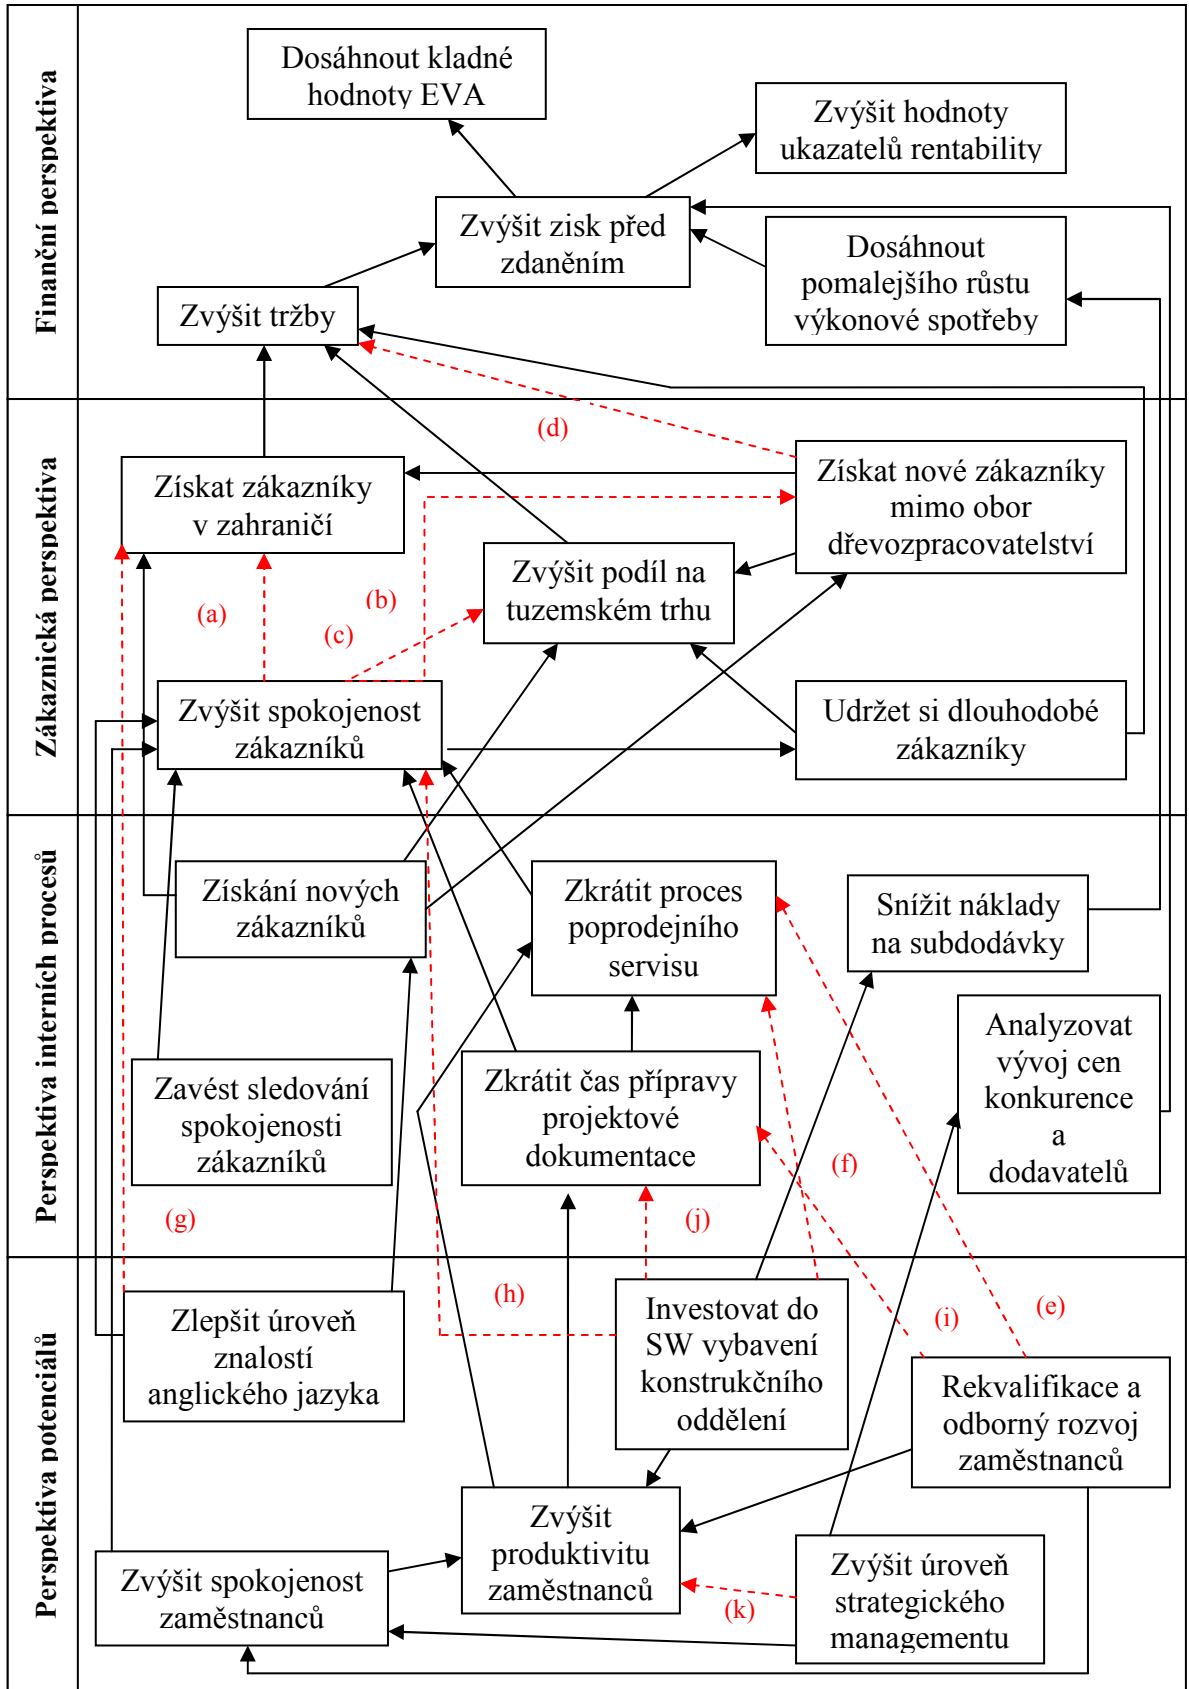 Finanční perspektiva
Dosáhnout kladné
hodnoty EVA
Zvýšit hodnoty
ukazatelů rentability
Zvýšit zisk před
zdaněním
Dosáhnout
pomalejšího růstu
výkonové spotřeby
Zvýšit tržby
Zákaznická perspektiva
(d)
Získat zákazníky
v zahraničí
Získat nové zákazníky
mimo obor
dřevozpracovatelství
Zvýšit podíl na
tuzemském trhu
(a)
(b)
(c)
Zvýšit spokojenost
zákazníků
Udržet si dlouhodobé
zákazníky
Perspektiva interních procesů
Získání nových
zákazníků
Zkrátit proces
poprodejního
servisu
Snížit náklady
na subdodávky
Analyzovat
vývoj cen
konkurence
a
dodavatelů
Zavést sledování
spokojenosti
zákazníků
Zkrátit čas přípravy
projektové
dokumentace
(f)
(g)
(j)
Perspektiva potenciálů
(h)
(i)
(e)
Zlepšit úroveň
znalostí
anglického jazyka
Investovat do
SW vybavení
konstrukčního
oddělení
Rekvalifikace a
odborný rozvoj
zaměstnanců
Zvýšit
produktivitu
zaměstnanců
Zvýšit spokojenost
zaměstnanců
(k)
Zvýšit úroveň
strategického
managementu